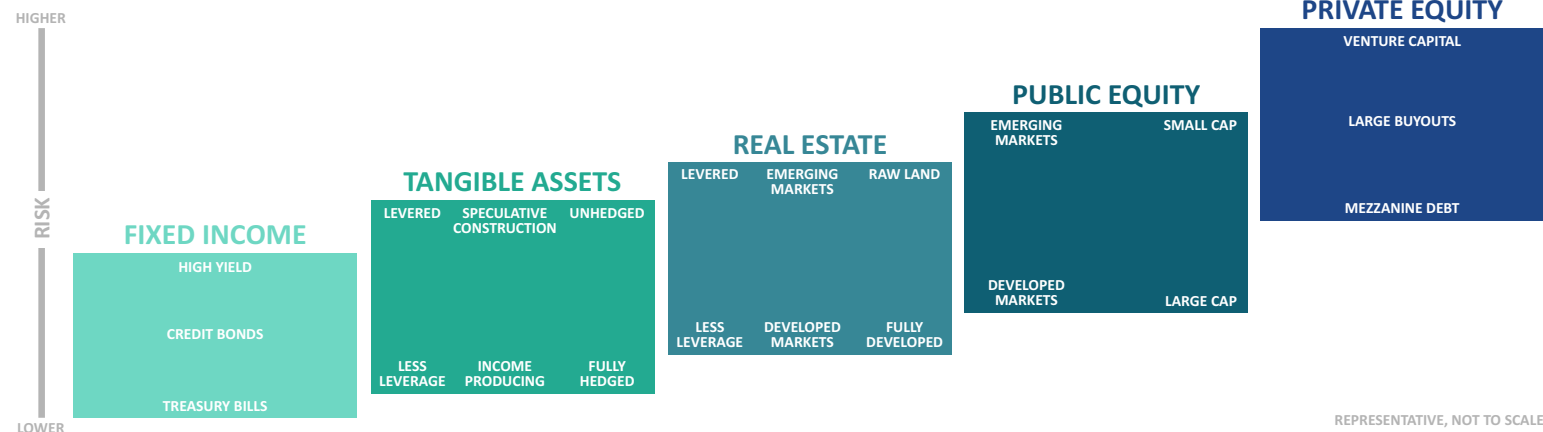 HIGHER
RISK
LOWER
FIXED INCOME
HIGH YIELD
CREDIT BONDS
TREASURY BILLS
TANGIBLE ASSETS
LEVERED
SPECULATIVE
CONSTRUCTION
UNHEDGED
LESS
LEVERAGE
INCOME
PRODUCING
FULLY
HEDGED
REAL ESTATE
LEVERED
EMERGING
MARKETS
RAW LAND
LESS
LEVERAGE
DEVELOPED
MARKETS
FULLY
DEVELOPED
PUBLIC EQUITY
EMERGING
MARKETS
SMALL CAP
DEVELOPED
MARKETS
LARGE CAP
PRIVATE EQUITY
VENTURE CAPITAL
LARGE BUYOUTS
MEZZANINE DEBT
REPRESENTATIVE, NOT TO SCALE